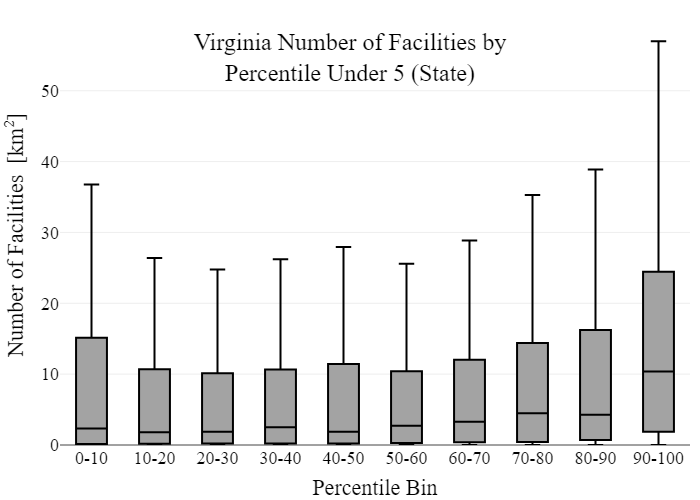 Virginia Number of Facilities by
Percentile Under 5 (State)
Number of Facilities [km²]
50
40
30
20
10
0
0-10 10-20 20-30 30-40 40-50 50-60 60-70 70-80 80-90 90-100
Percentile Bin